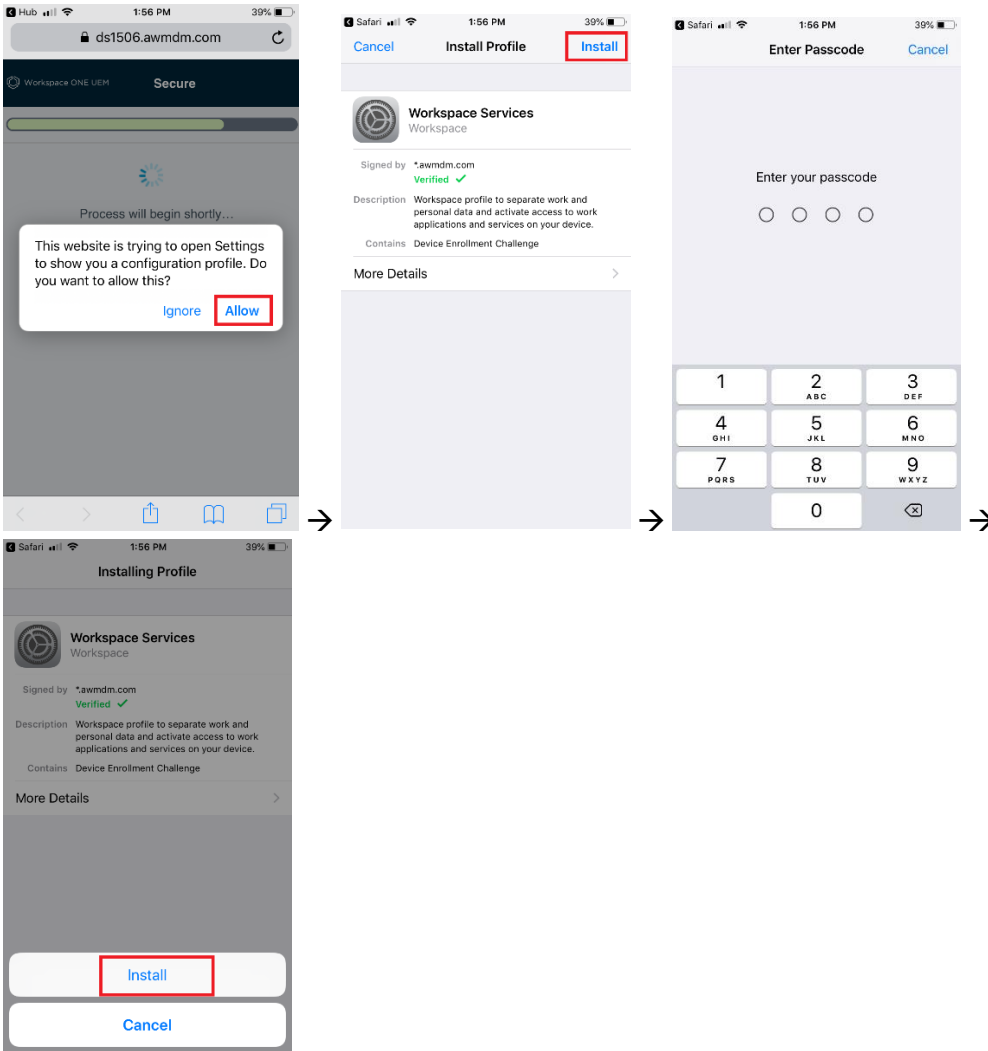 Hub 1:56 PM 39%
ds1506.awmdm.com
Workspace ONE UEM Secure
Process will begin shortly...
This website is trying to open Settings
to show you a configuration profile. Do
you want to allow this?
Ignore Allow
→
Safari 1:56 PM 39%
Cancel Install Profile Install
Workspace Services
Workspace
Signed by *.awmdm.com
Verified ✓
Description Workspace profile to separate work and
personal data and activate access to work
applications and services on your device.
Contains Device Enrollment Challenge
More Details
→
Safari 1:56 PM 39%
Enter Passcode Cancel
Enter your passcode
1 2 3
ABC DEF
4 5 6
GHI JKL MNO
7 8 9
PQRS TUV WXYZ
0
→
Safari 1:56 PM 39%
Installing Profile
Workspace Services
Workspace
Signed by *.awmdm.com
Verified ✓
Description Workspace profile to separate work and
personal data and activate access to work
applications and services on your device.
Contains Device Enrollment Challenge
More Details
Install
Cancel